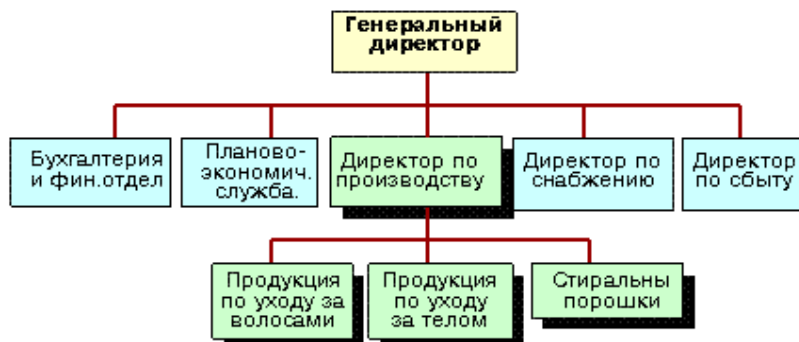 Генеральный
директор
Бухгалтерия
и фин.отдел
Планово-
экономич.
служба.
Директор по
производству
Директор по
снабжению
Директор
по сбыту
Продукция
по уходу за
волосами
Продукция
по уходу
за телом
Стиральны
порошки